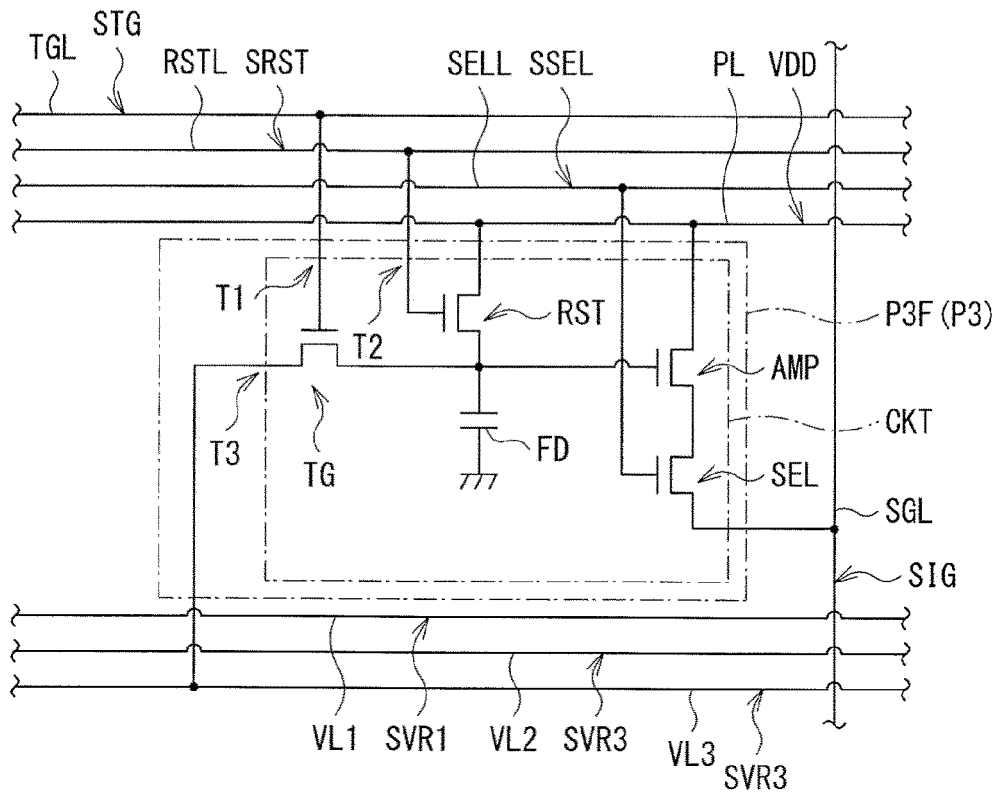 STG
TGL
RSTL SRST
SELL SSEL
PL VDD
T1
T2
RST
P3F(P3)
AMP
T3
TG
FD
CKT
SEL
SGL
SIG
VL1
SVR1
VL2
SVR3
VL3
SVR3